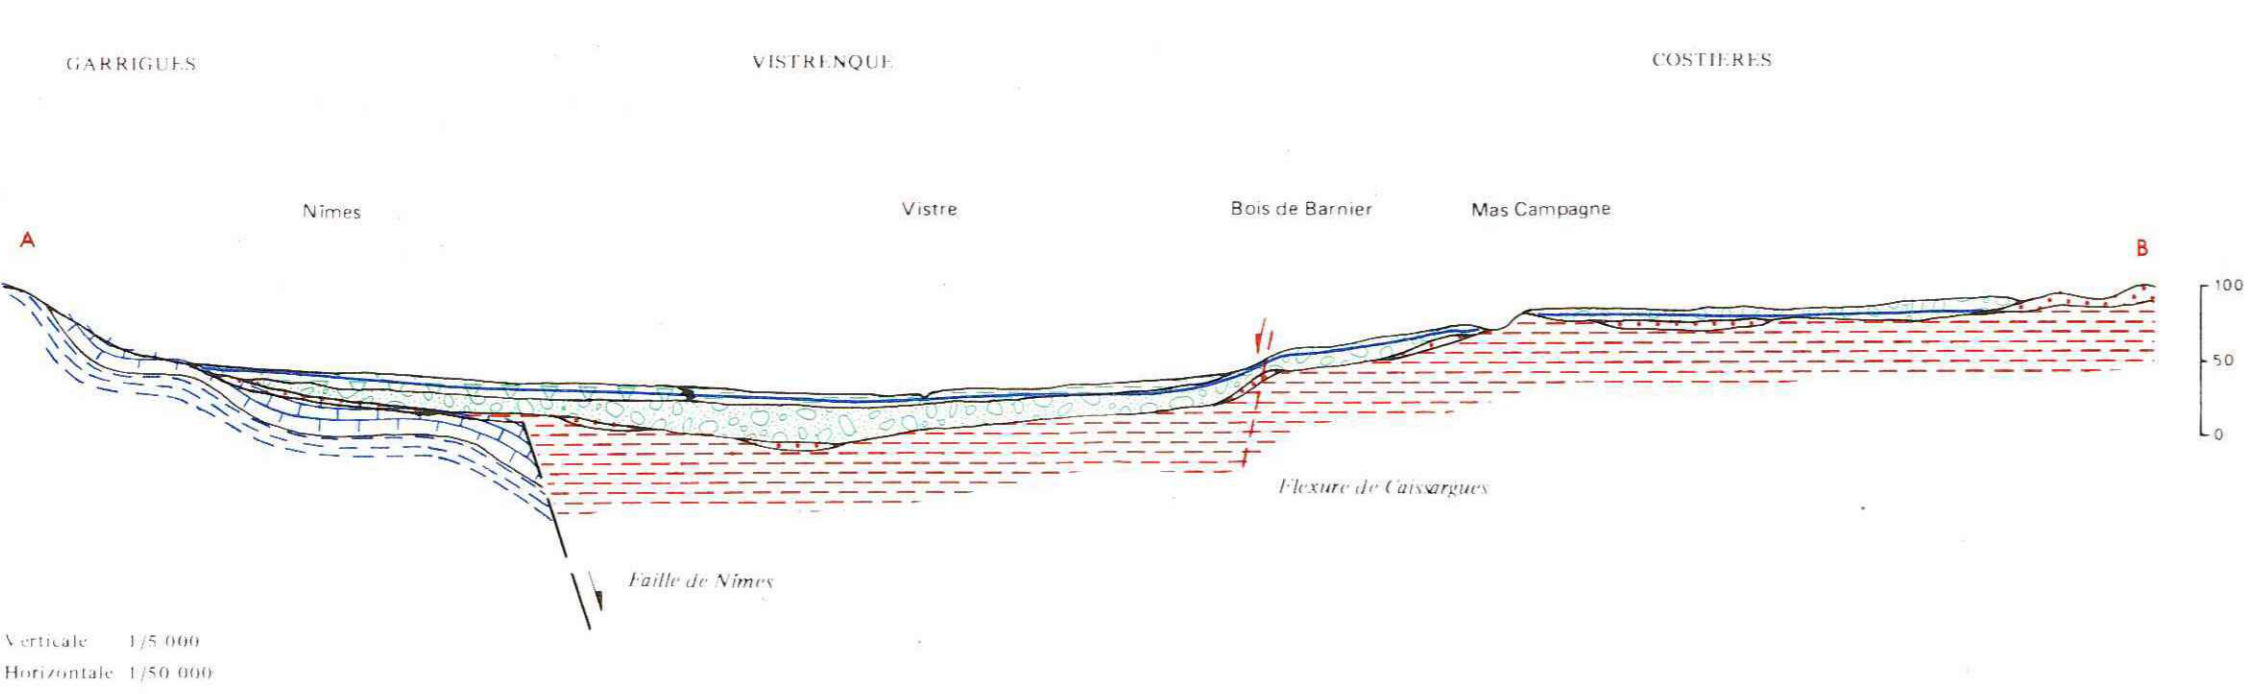 GARRIGUES
VISTRENQUE
COSTIERES
Nîmes
Vistre
Bois de Barnier
Mas Campagne
A
B
100
50
0
Flexure de Caissargues
Faille de Nîmes
Verticale 1/5 000
Horizontale 1/50 000